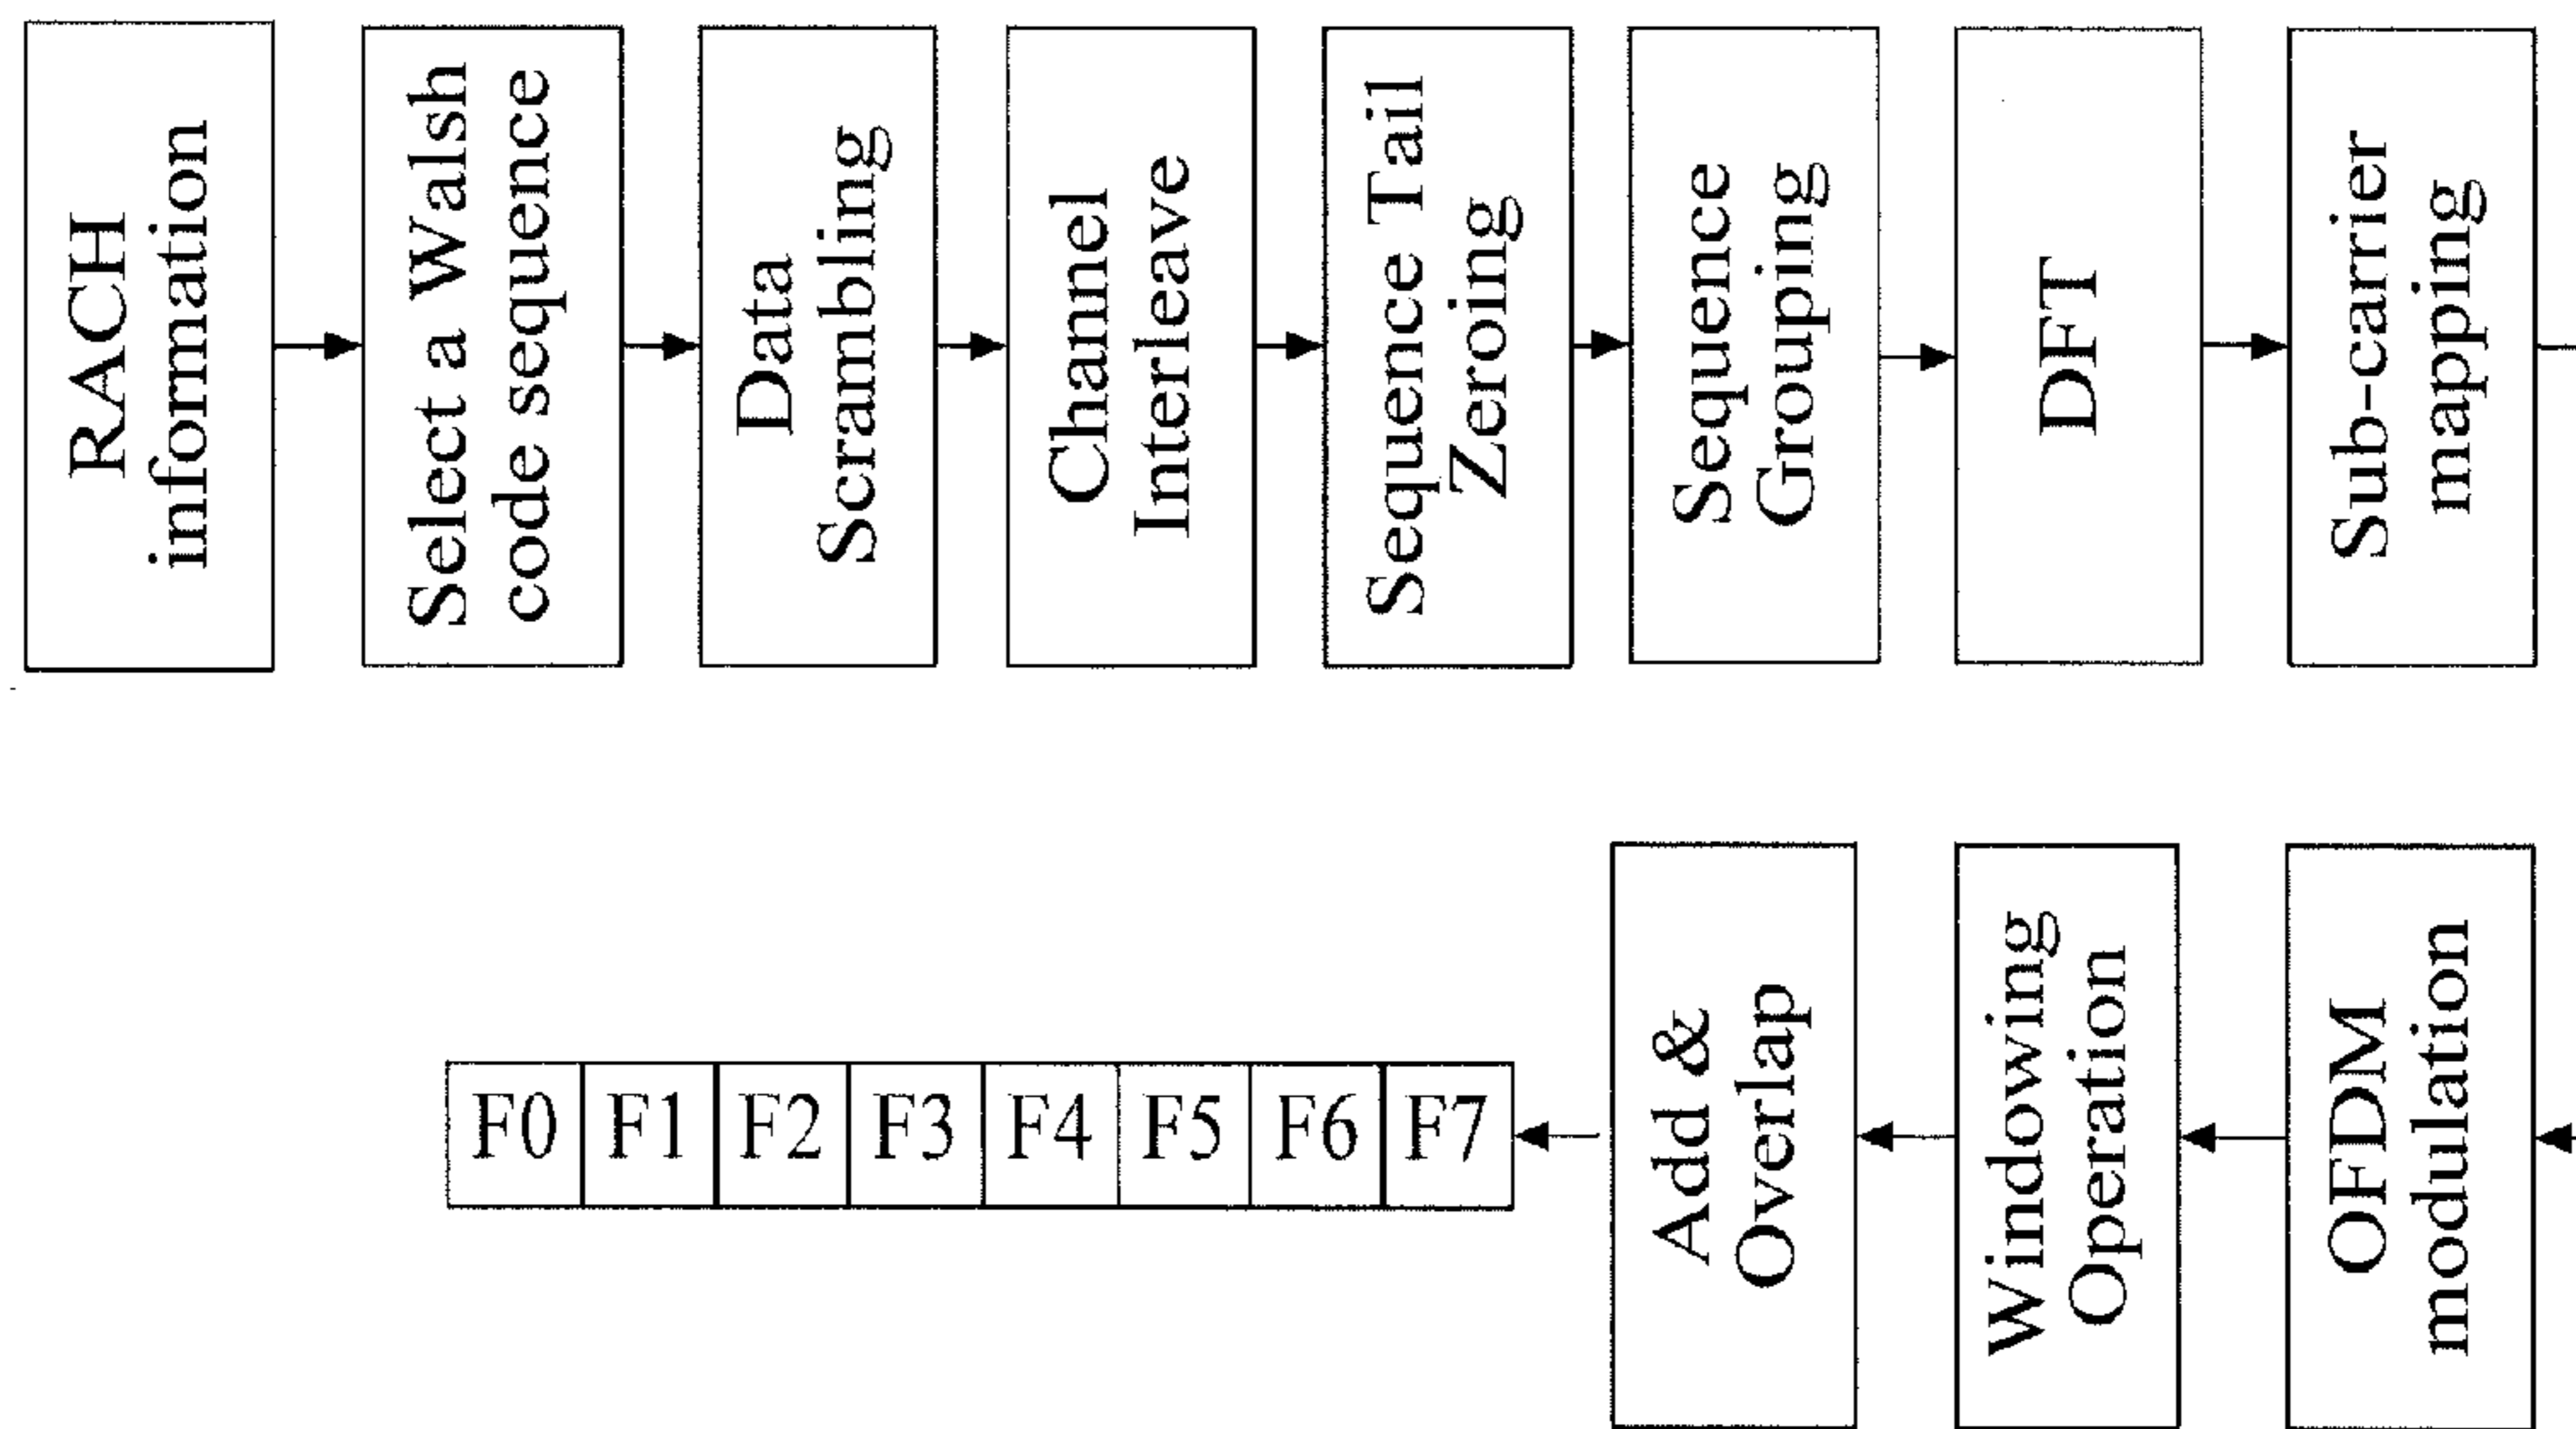 RACH
information
Select a Walsh
code sequence
Data
Scrambling
Channel
Interleave
Sequence Tail
Zeroing
Sequence
Grouping
DFT
Sub-carrier
mapping
OFDM
modulation
Windowing
Operation
Add &
Overlap
F0 F1 F2 F3 F4 F5 F6 F7